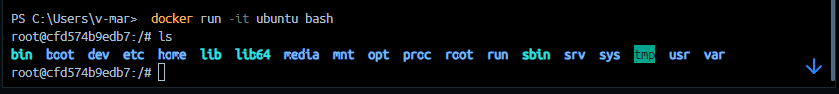 PS C:\Users\v-mar>  docker run -it ubuntu bash
root@cfd574b9edb7:/# ls
bin  boot  dev  etc  home  lib  lib64  media  mnt  opt  proc  root  run  sbin  srv  sys  tmp  usr  var
root@cfd574b9edb7:/#